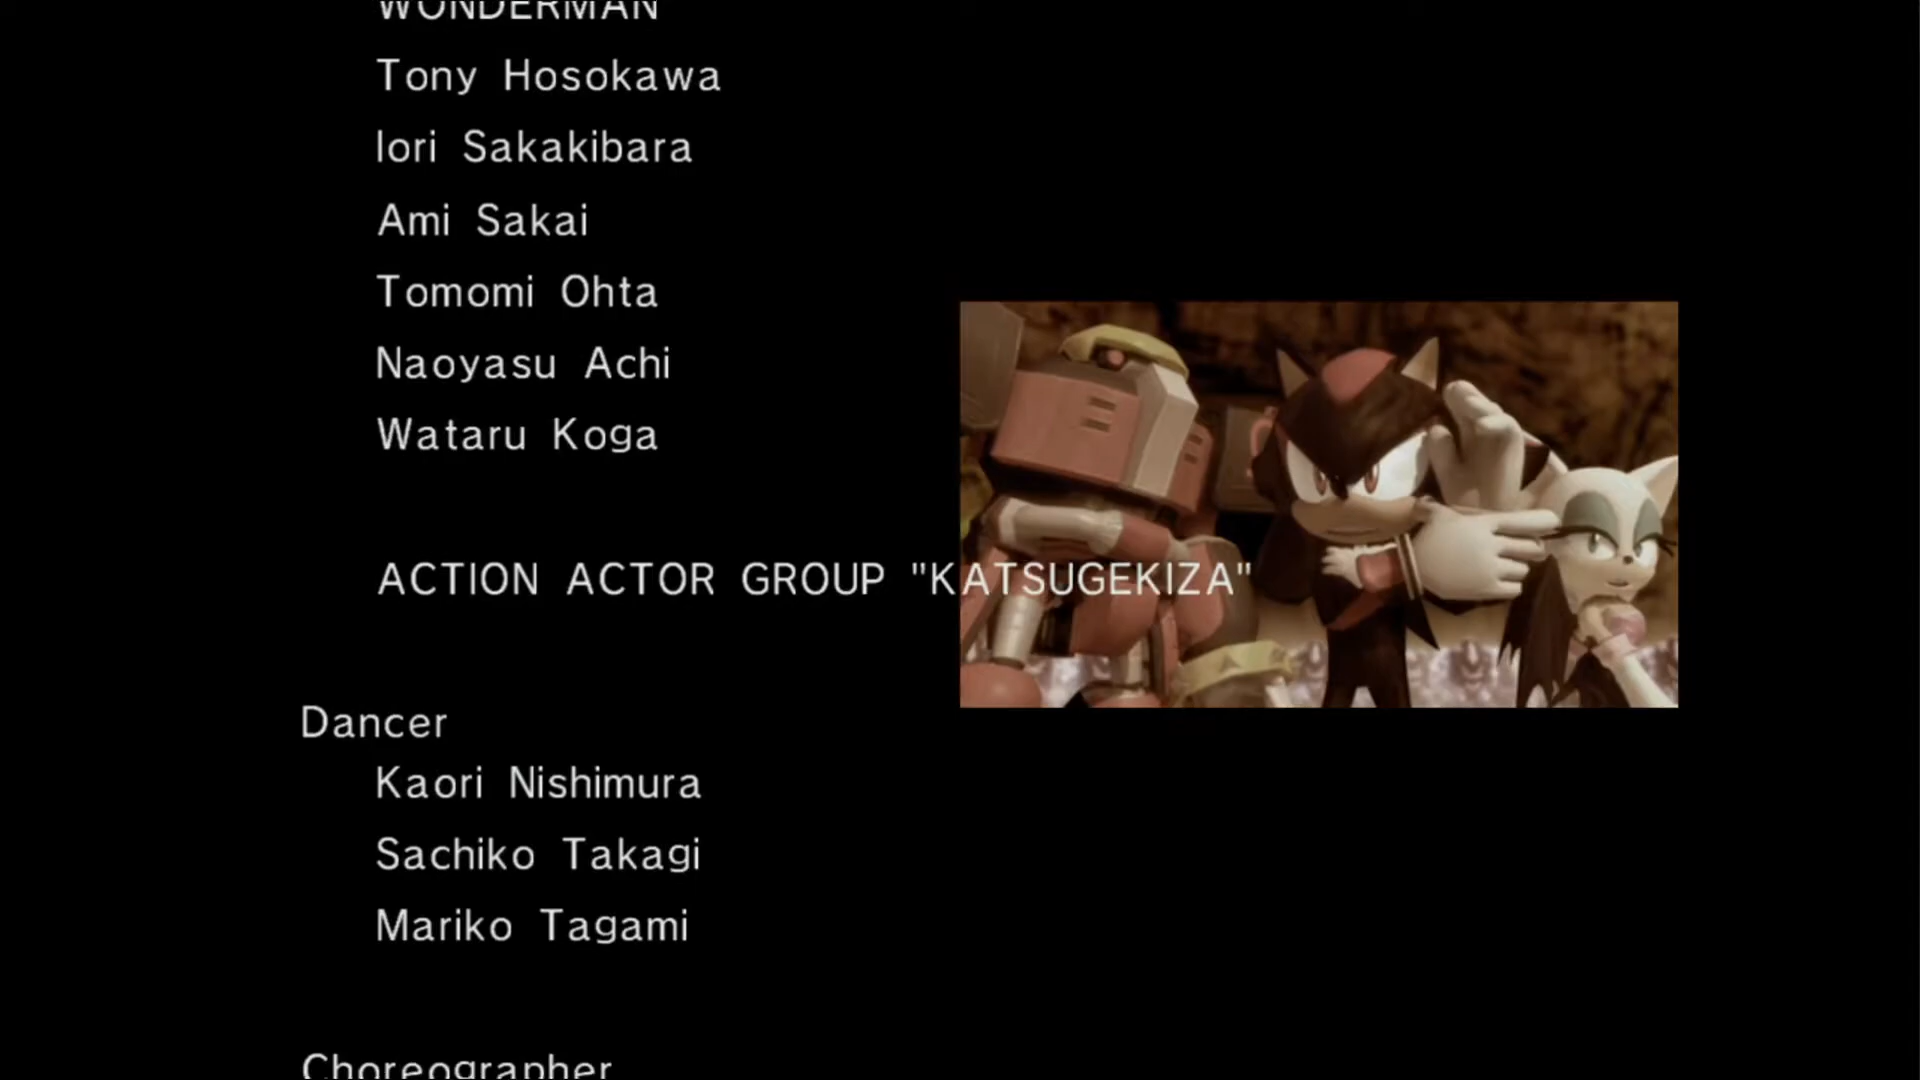 WONDERMAN
Tony Hosokawa
Iori Sakakibara
Ami Sakai
Tomomi Ohta
Naoyasu Achi
Wataru Koga
ACTION ACTOR GROUP "KATSUGEKIZA"
Dancer
Kaori Nishimura
Sachiko Takagi
Mariko Tagami
Choreographer